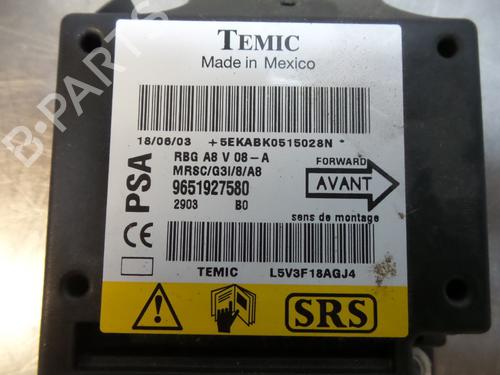 TEMIC
Made in Mexico
18/06/03 +5EKABK0515028N *
PSA
RBG A8 V 08-A
MRSC/G3I/8/A8
9651927580
2903 B0
FORWARD
AVANT
sens de montage
CE
TEMIC L5V3F18AGJ4
SRS
B-PARTS